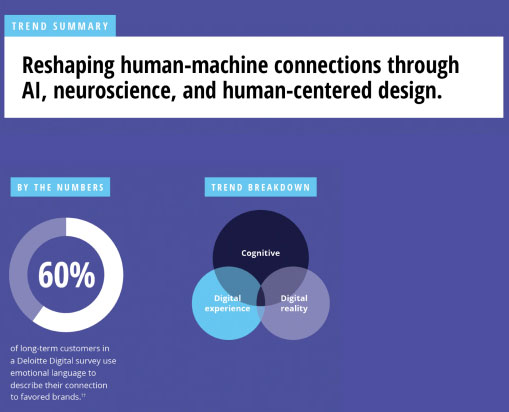 TREND SUMMARY
Reshaping human-machine connections through
AI, neuroscience, and human-centered design.
BY THE NUMBERS
60%
of long-term customers in
a Deloitte Digital survey use
emotional language to
describe their connection
to favored brands.
TREND BREAKDOWN
Cognitive
Digital
experience
Digital
reality